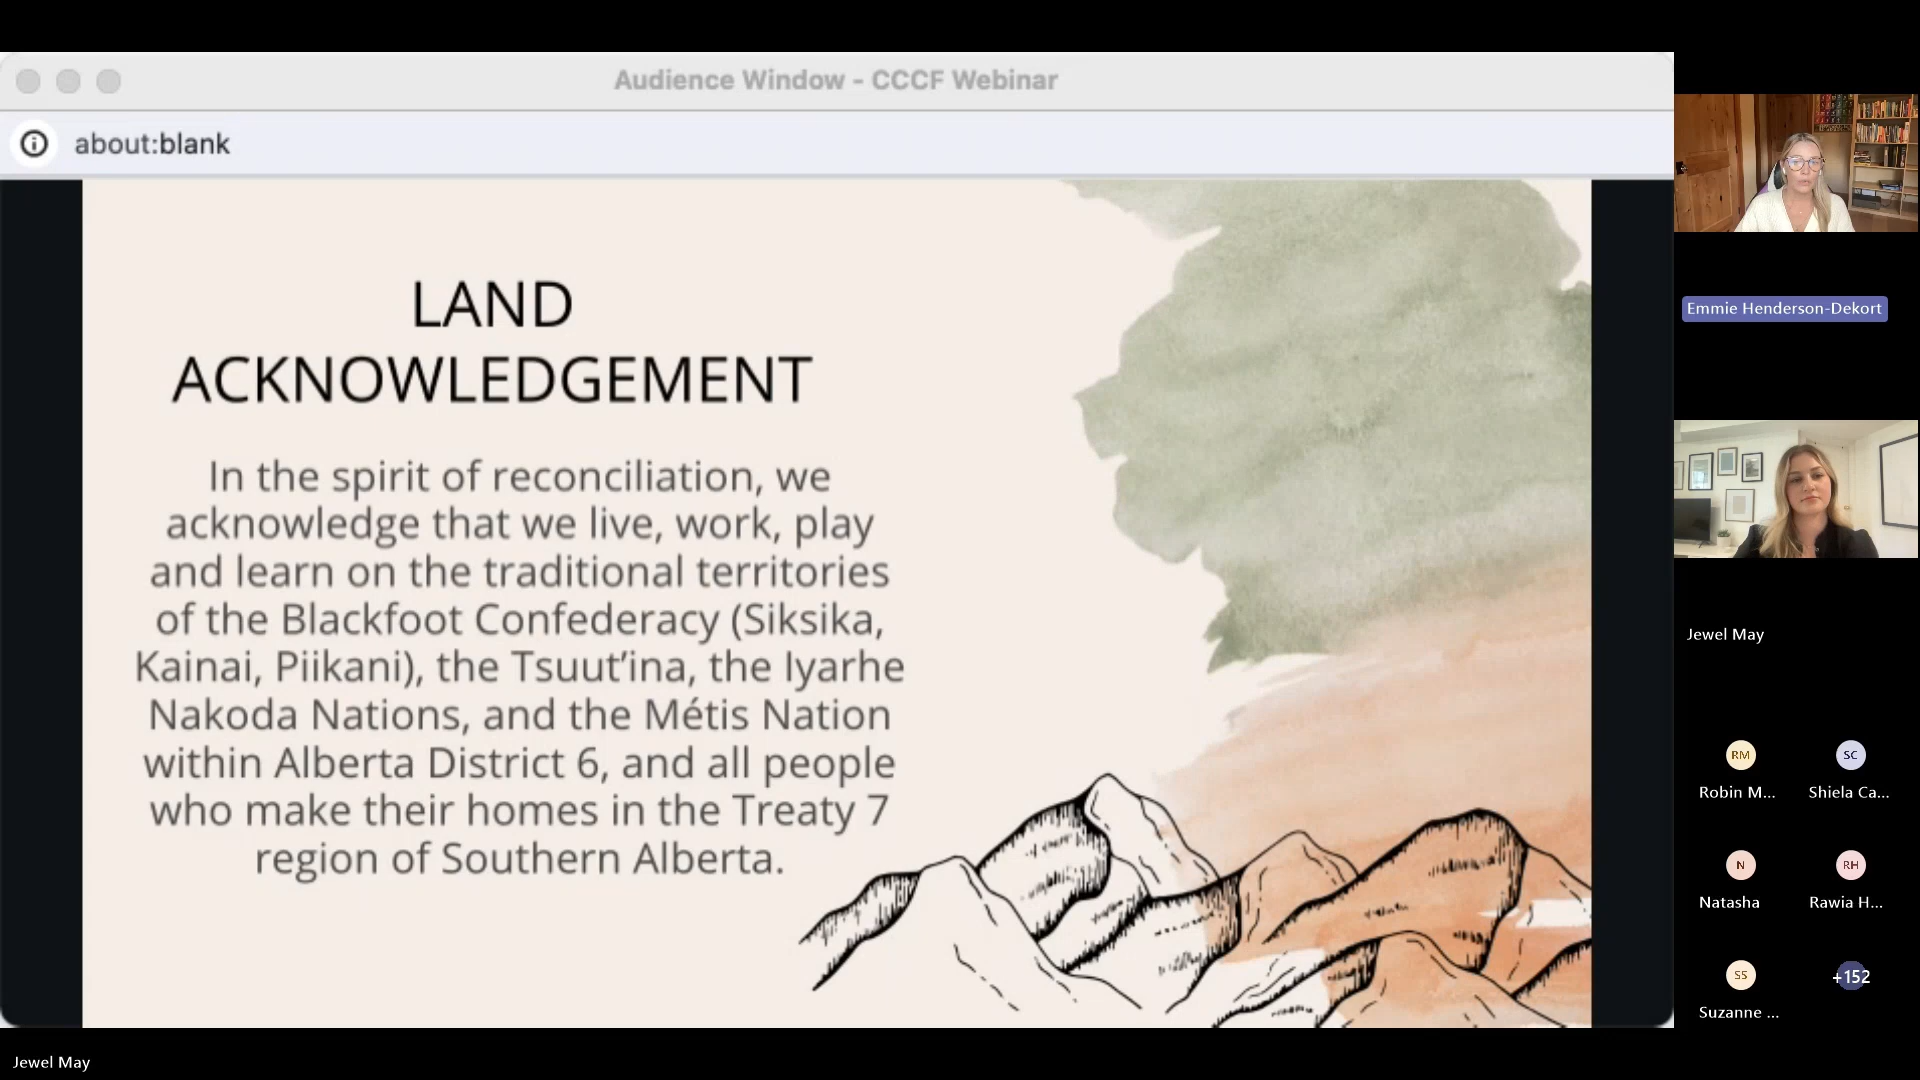 Audience Window - CCCF Webinar
about:blank
LAND
ACKNOWLEDGEMENT
In the spirit of reconciliation, we
acknowledge that we live, work, play
and learn on the traditional territories
of the Blackfoot Confederacy (Siksika,
Kainai, Piikani), the Tsuut’ina, the Iyarhe
Nakoda Nations, and the Métis Nation
within Alberta District 6, and all people
who make their homes in the Treaty 7
region of Southern Alberta.
Emmie Henderson-Dekort
Jewel May
RM
SC
Robin M...
Shiela Ca...
N
RH
Natasha
Rawia H...
SS
+152
Suzanne ...
Jewel May